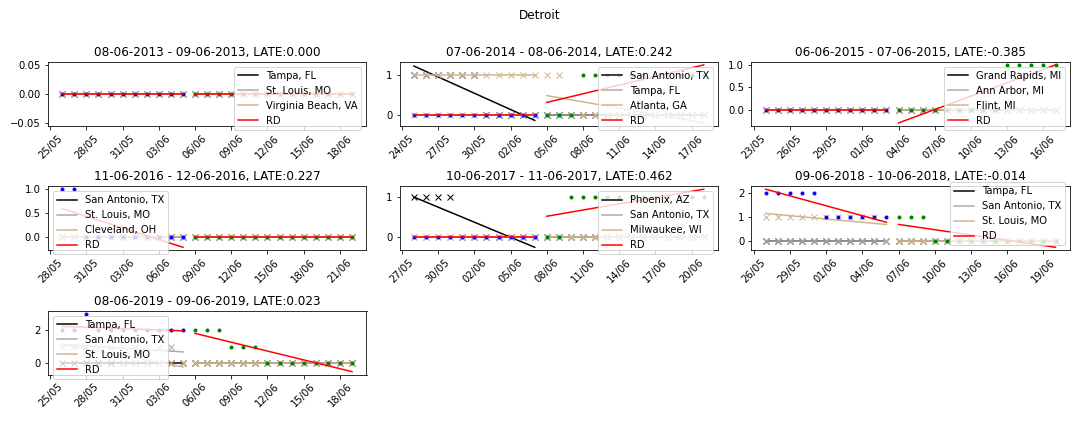 Detroit
08-06-2013 - 09-06-2013, LATE:0.000
0.05
0.00
−0.05
Tampa, FL
St. Louis, MO
Virginia Beach, VA
RD
25/05 28/05 31/05 03/06 06/06 09/06 12/06 15/06 18/06
07-06-2014 - 08-06-2014, LATE:0.242
1
0
San Antonio, TX
Tampa, FL
Atlanta, GA
RD
24/05 27/05 30/05 02/06 05/06 08/06 11/06 14/06 17/06
06-06-2015 - 07-06-2015, LATE:-0.385
1.0
0.5
0.0
Grand Rapids, MI
Ann Arbor, MI
Flint, MI
RD
23/05 26/05 29/05 01/06 04/06 07/06 10/06 13/06 16/06
11-06-2016 - 12-06-2016, LATE:0.227
1.0
0.5
0.0
San Antonio, TX
St. Louis, MO
Cleveland, OH
RD
28/05 31/05 03/06 06/06 09/06 12/06 15/06 18/06 21/06
10-06-2017 - 11-06-2017, LATE:0.462
1
0
Phoenix, AZ
San Antonio, TX
Milwaukee, WI
RD
27/05 30/05 02/06 05/06 08/06 11/06 14/06 17/06 20/06
09-06-2018 - 10-06-2018, LATE:-0.014
2
1
0
Tampa, FL
San Antonio, TX
St. Louis, MO
RD
26/05 29/05 01/06 04/06 07/06 10/06 13/06 16/06 19/06
08-06-2019 - 09-06-2019, LATE:0.023
2
0
Tampa, FL
San Antonio, TX
St. Louis, MO
RD
25/05 28/05 31/05 03/06 06/06 09/06 12/06 15/06 18/06